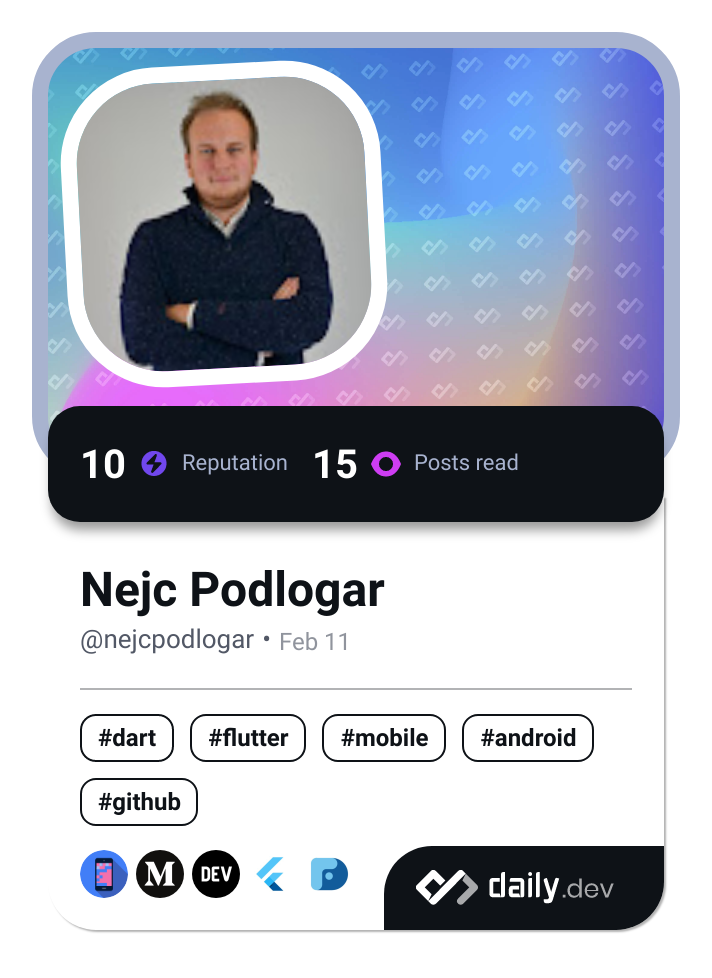 10 Reputation 15 Posts read
Nejc Podlogar
@nejcpodlogar • Feb 11
#dart #flutter #mobile #android
#github
M DEV daily.dev